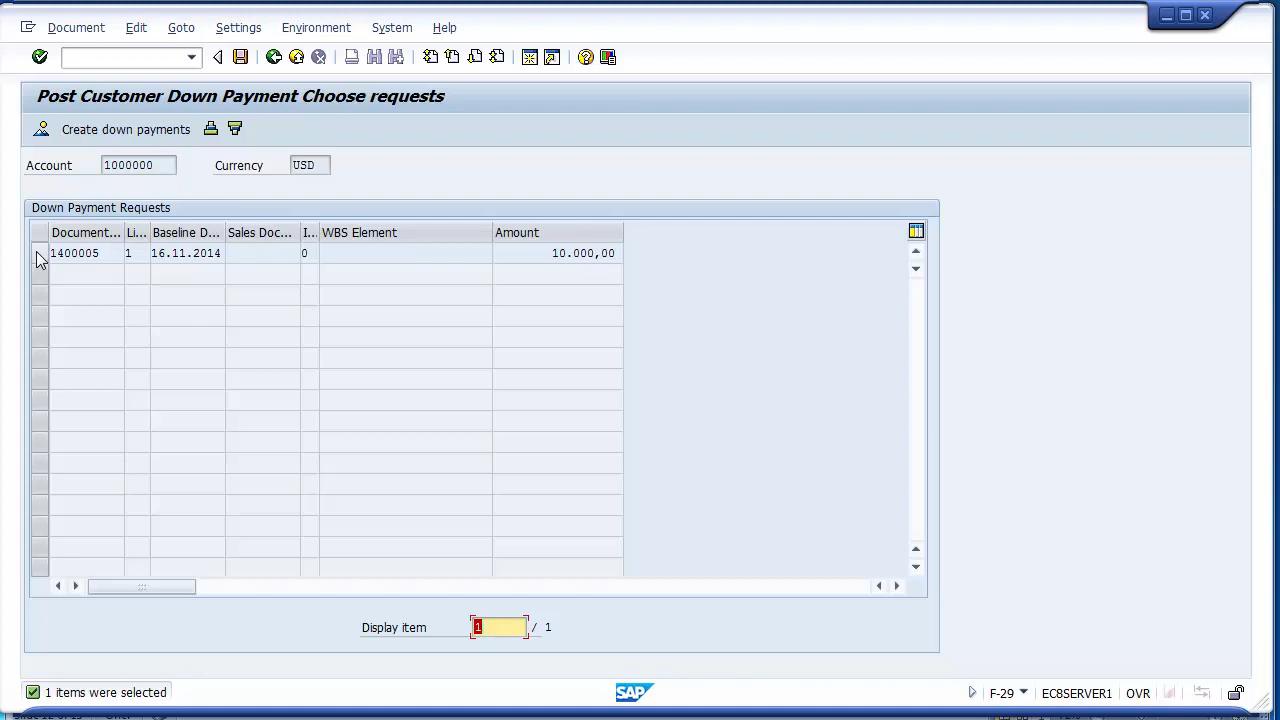 Document Edit Goto Settings Environment System Help
Post Customer Down Payment Choose requests
Create down payments
Account 1000000 Currency USD
Down Payment Requests
Document... Li... Baseline D... Sales Doc... I... WBS Element Amount
1400005 1 16.11.2014 0 10.000,00
Display item 1 / 1
1 items were selected SAP F-29 EC8SERVER1 OVR